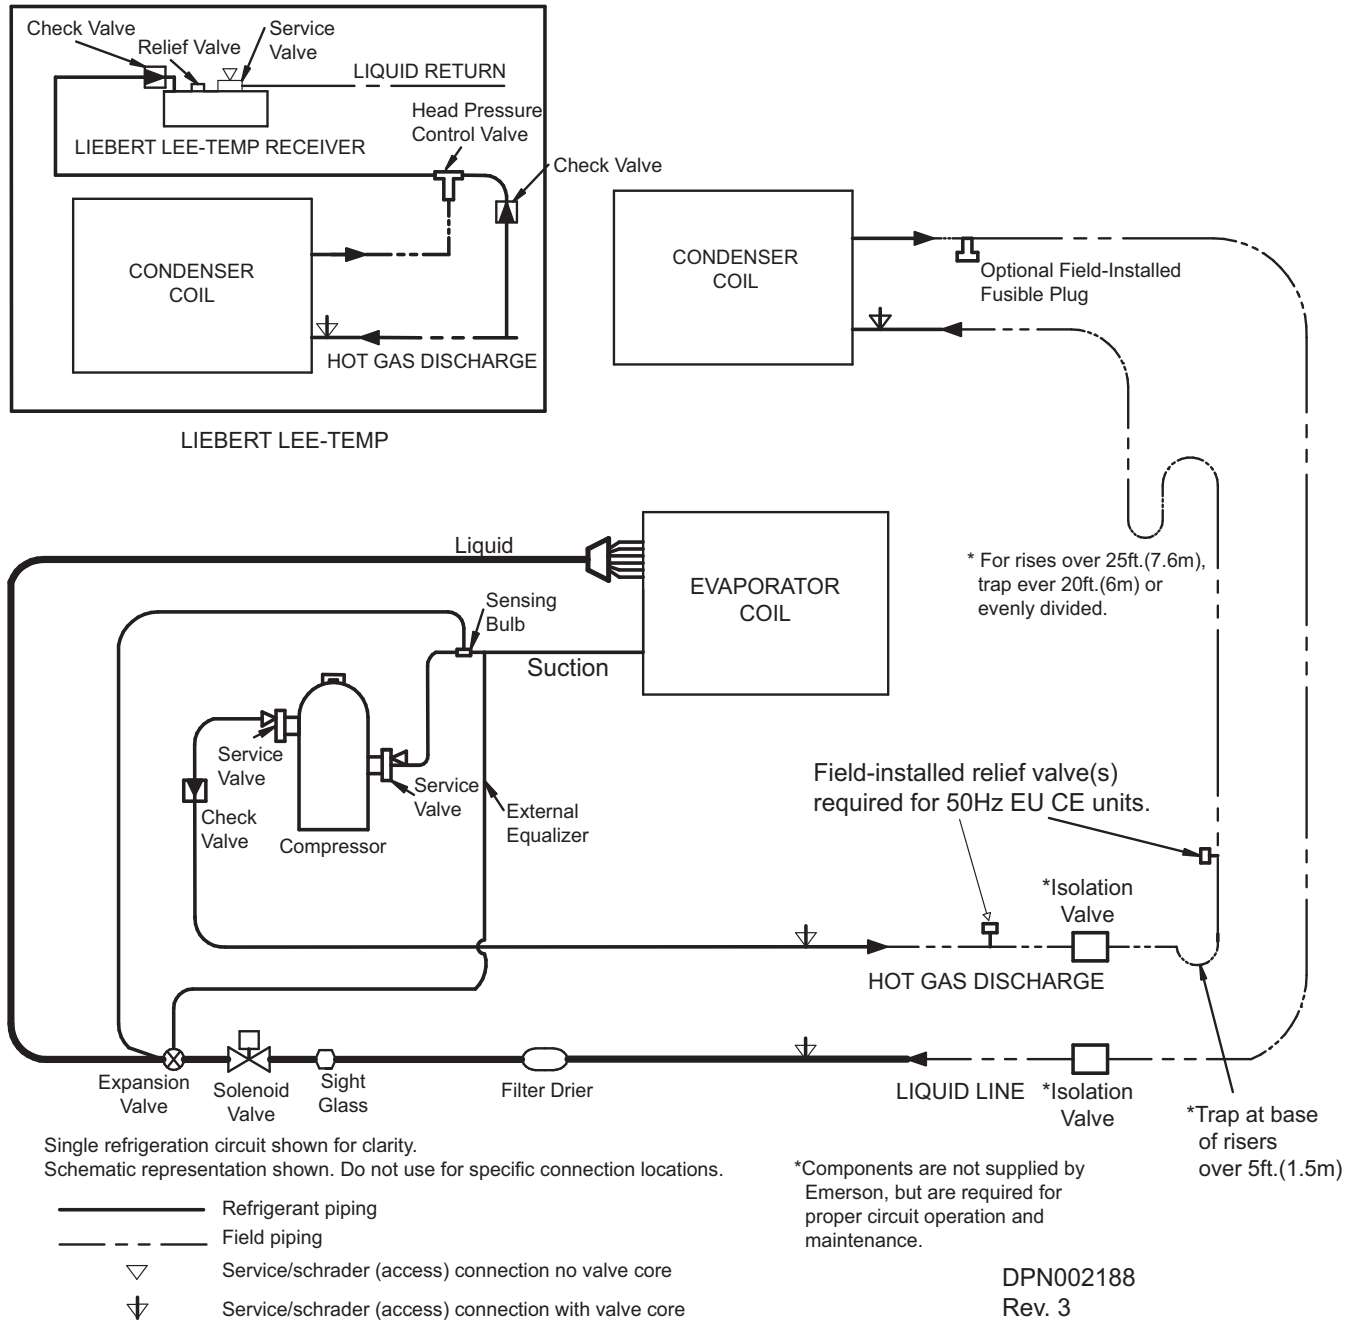 Check Valve
Relief Valve
Service
Valve
LIQUID RETURN
Head Pressure
Control Valve
LIEBERT LEE-TEMP RECEIVER
Check Valve
CONDENSER
COIL
HOT GAS DISCHARGE
LIEBERT LEE-TEMP
CONDENSER
COIL
Optional Field-Installed
Fusible Plug
* For rises over 25ft.(7.6m),
trap ever 20ft.(6m) or
evenly divided.
Liquid
EVAPORATOR
COIL
Sensing
Bulb
Suction
Service
Valve
Check
Valve
Compressor
Service
Valve
External
Equalizer
Field-installed relief valve(s)
required for 50Hz EU CE units.
*Isolation
Valve
HOT GAS DISCHARGE
Expansion
Valve
Solenoid
Valve
Sight
Glass
Filter Drier
LIQUID LINE
*Isolation
Valve
*Trap at base
of risers
over 5ft.(1.5m)
Single refrigeration circuit shown for clarity.
Schematic representation shown. Do not use for specific connection locations.
Refrigerant piping
Field piping
Service/schrader (access) connection no valve core
Service/schrader (access) connection with valve core
*Components are not supplied by
Emerson, but are required for
proper circuit operation and
maintenance.
DPN002188
Rev. 3